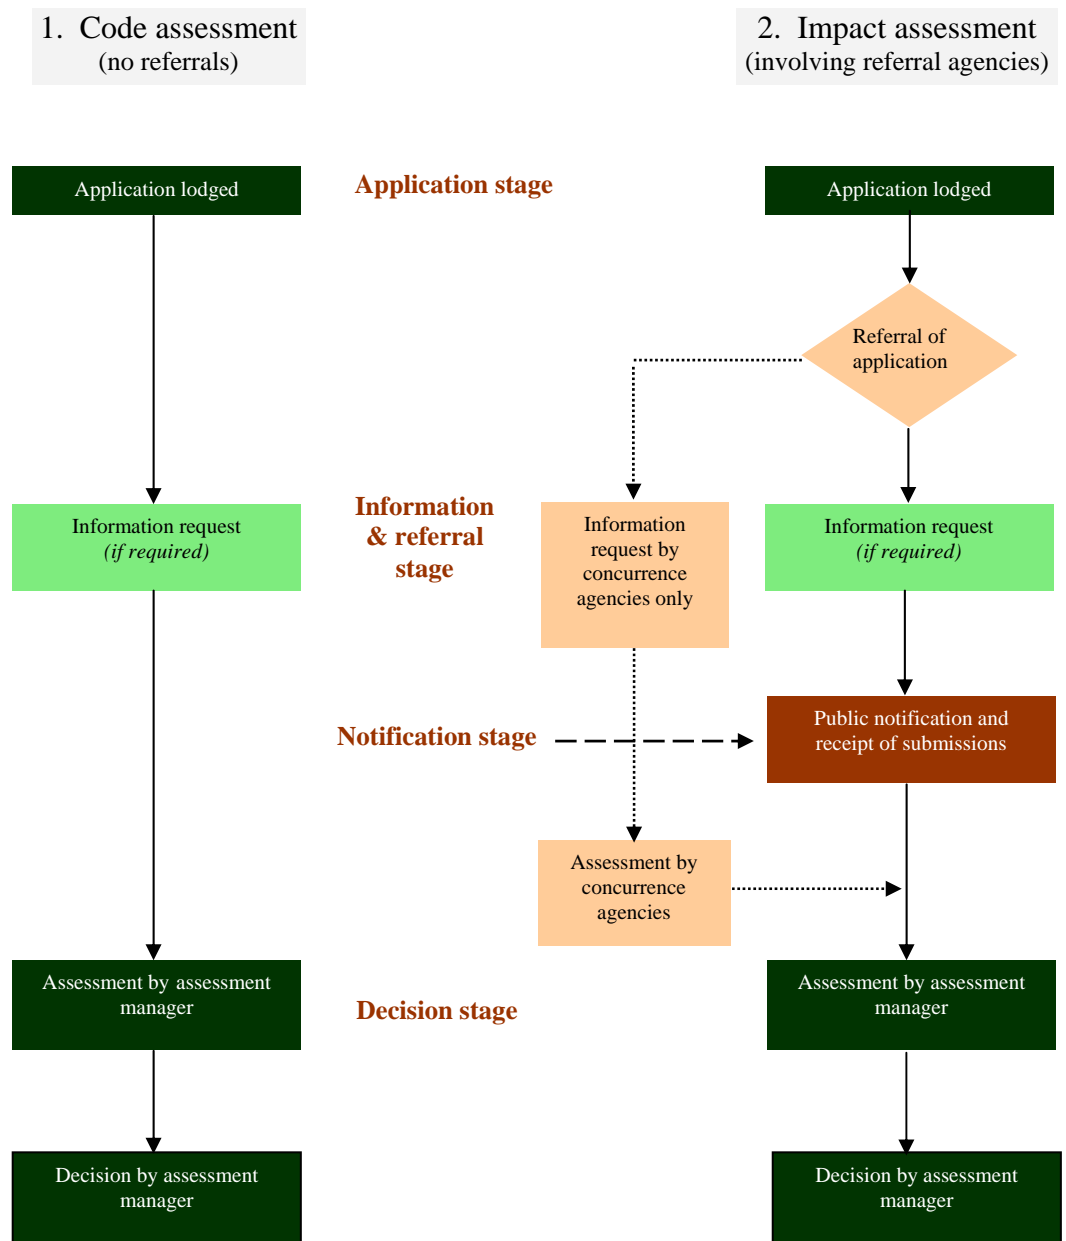 1. Code assessment
(no referrals)
2. Impact assessment
(involving referral agencies)
Application lodged
Application stage
Application lodged
Referral of
application
Information request
(if required)
Information
& referral
stage
Information
request by
concurrence
agencies only
Information request
(if required)
Notification stage
Public notification and
receipt of submissions
Assessment by
concurrence
agencies
Assessment by assessment
manager
Decision stage
Assessment by assessment
manager
Decision by assessment
manager
Decision by assessment
manager